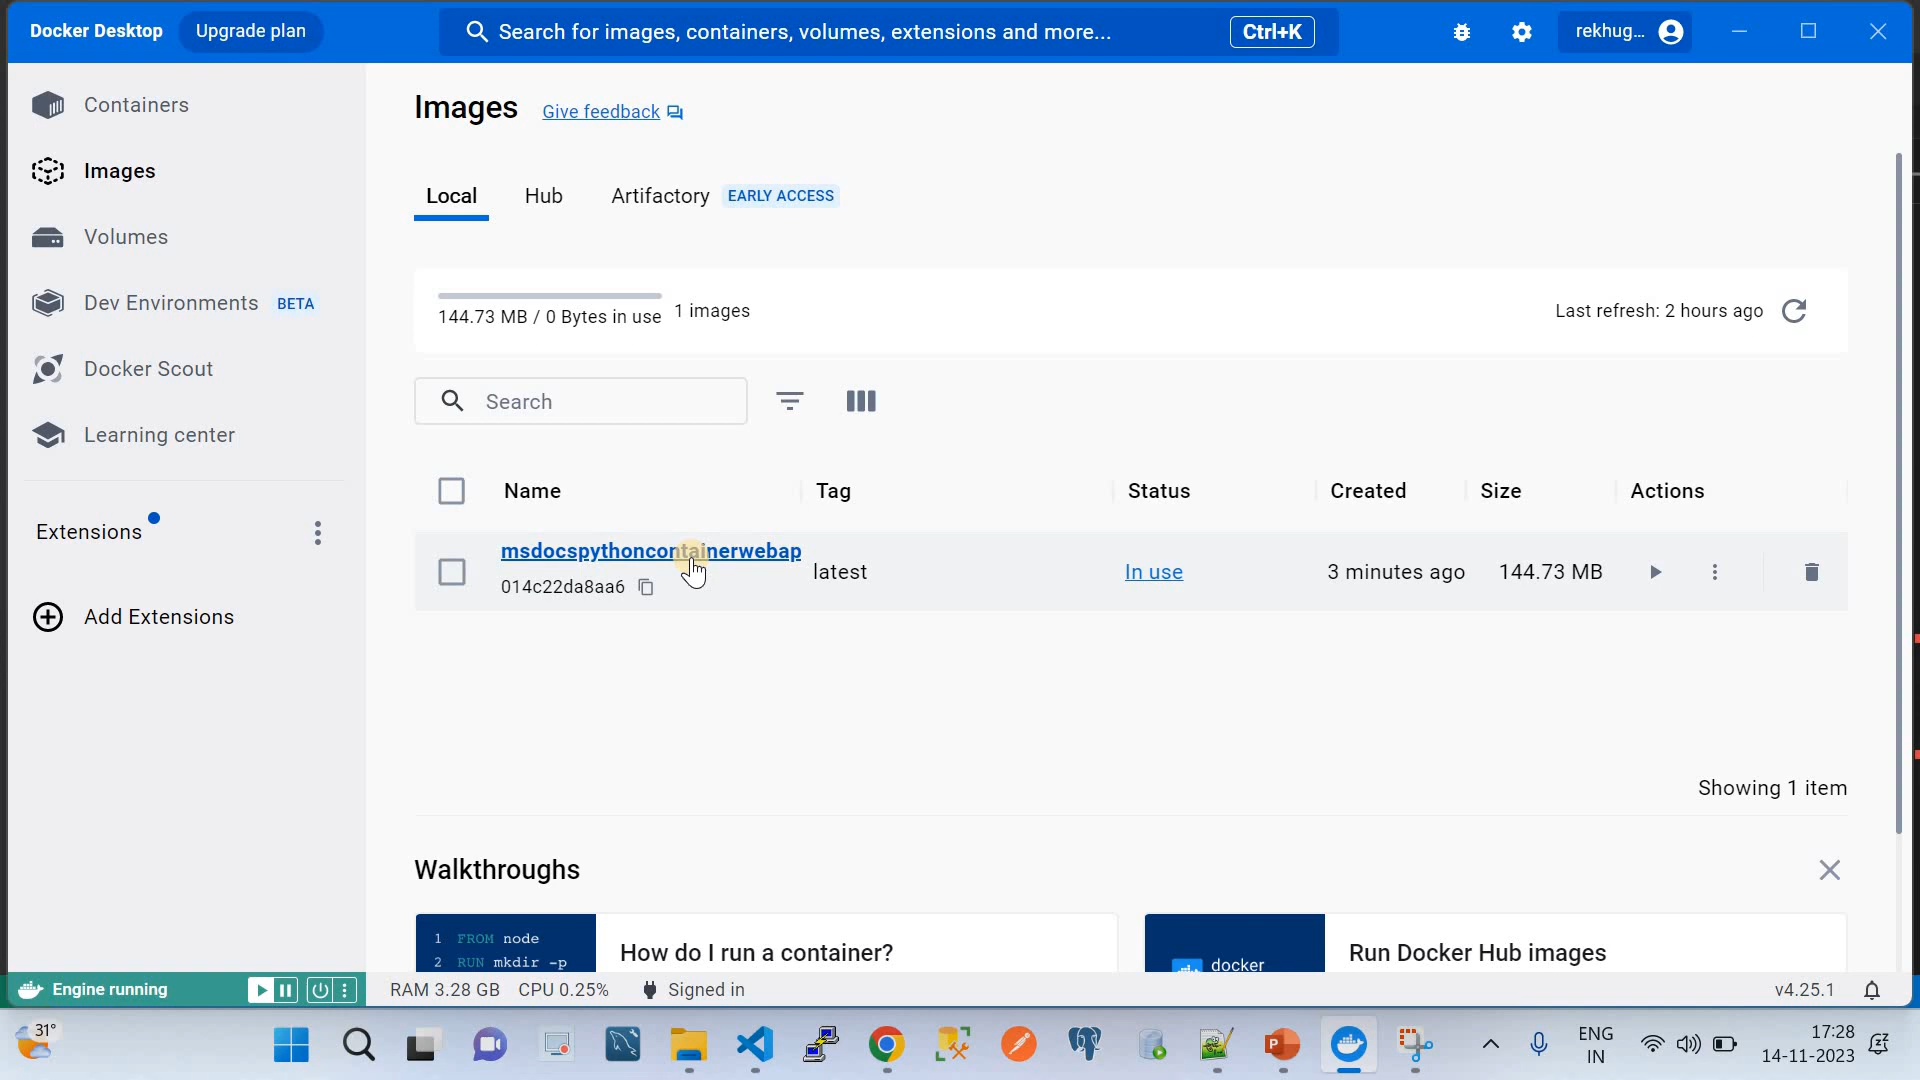 Docker Desktop Upgrade plan Search for images, containers, volumes, extensions and more... Ctrl+K rekhug...
Containers
Images
Volumes
Dev Environments BETA
Docker Scout
Learning center
Extensions
Add Extensions
Images Give feedback
Local Hub Artifactory EARLY ACCESS
144.73 MB / 0 Bytes in use 1 images Last refresh: 2 hours ago
Search
Name Tag Status Created Size Actions
msdocspythoncontainerwebap
014c22da8aa6
latest In use 3 minutes ago 144.73 MB
Showing 1 item
Walkthroughs
1 FROM node
2 RUN mkdir -p
How do I run a container?
docker
Run Docker Hub images
Engine running RAM 3.28 GB CPU 0.25% Signed in v4.25.1
31°
ENG
IN
17:28
14-11-2023